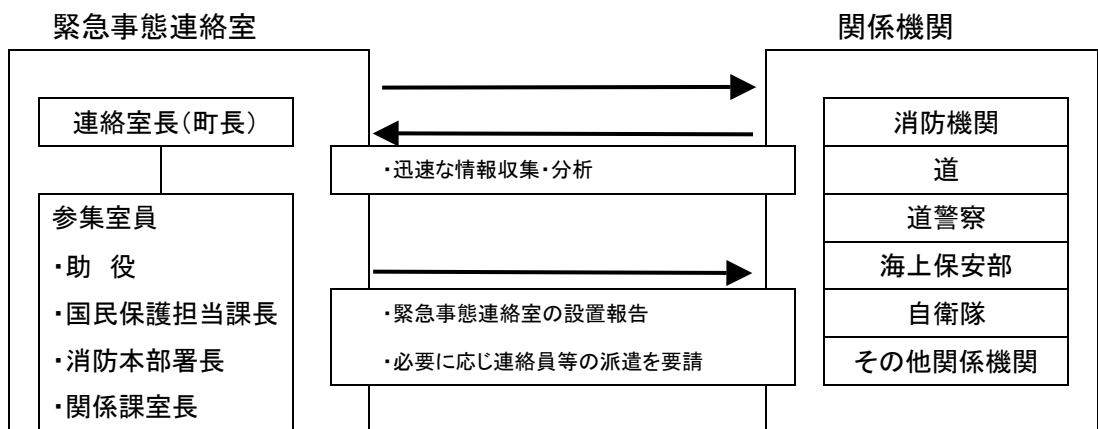 緊急事態連絡室
連絡室長（町長）
参集室員
・助　役
・国民保護担当課長
・消防本部署長
・関係課室長
・迅速な情報収集・分析
・緊急事態連絡室の設置報告
・必要に応じ連絡員等の派遣を要請
関係機関
消防機関
道
道警察
海上保安部
自衛隊
その他関係機関